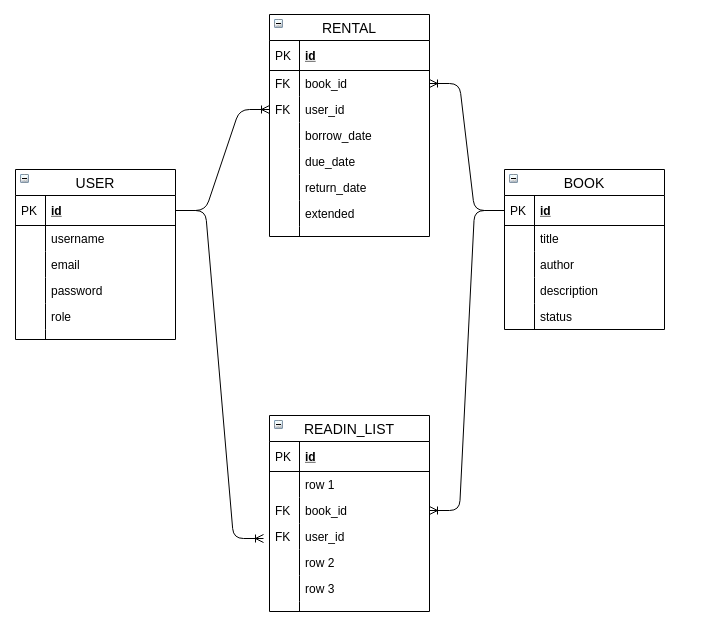 RENTAL
PK id
FK book_id
FK user_id
borrow_date
due_date
return_date
extended
USER
PK id
username
email
password
role
BOOK
PK id
title
author
description
status
READIN_LIST
PK id
row 1
FK book_id
FK user_id
row 2
row 3